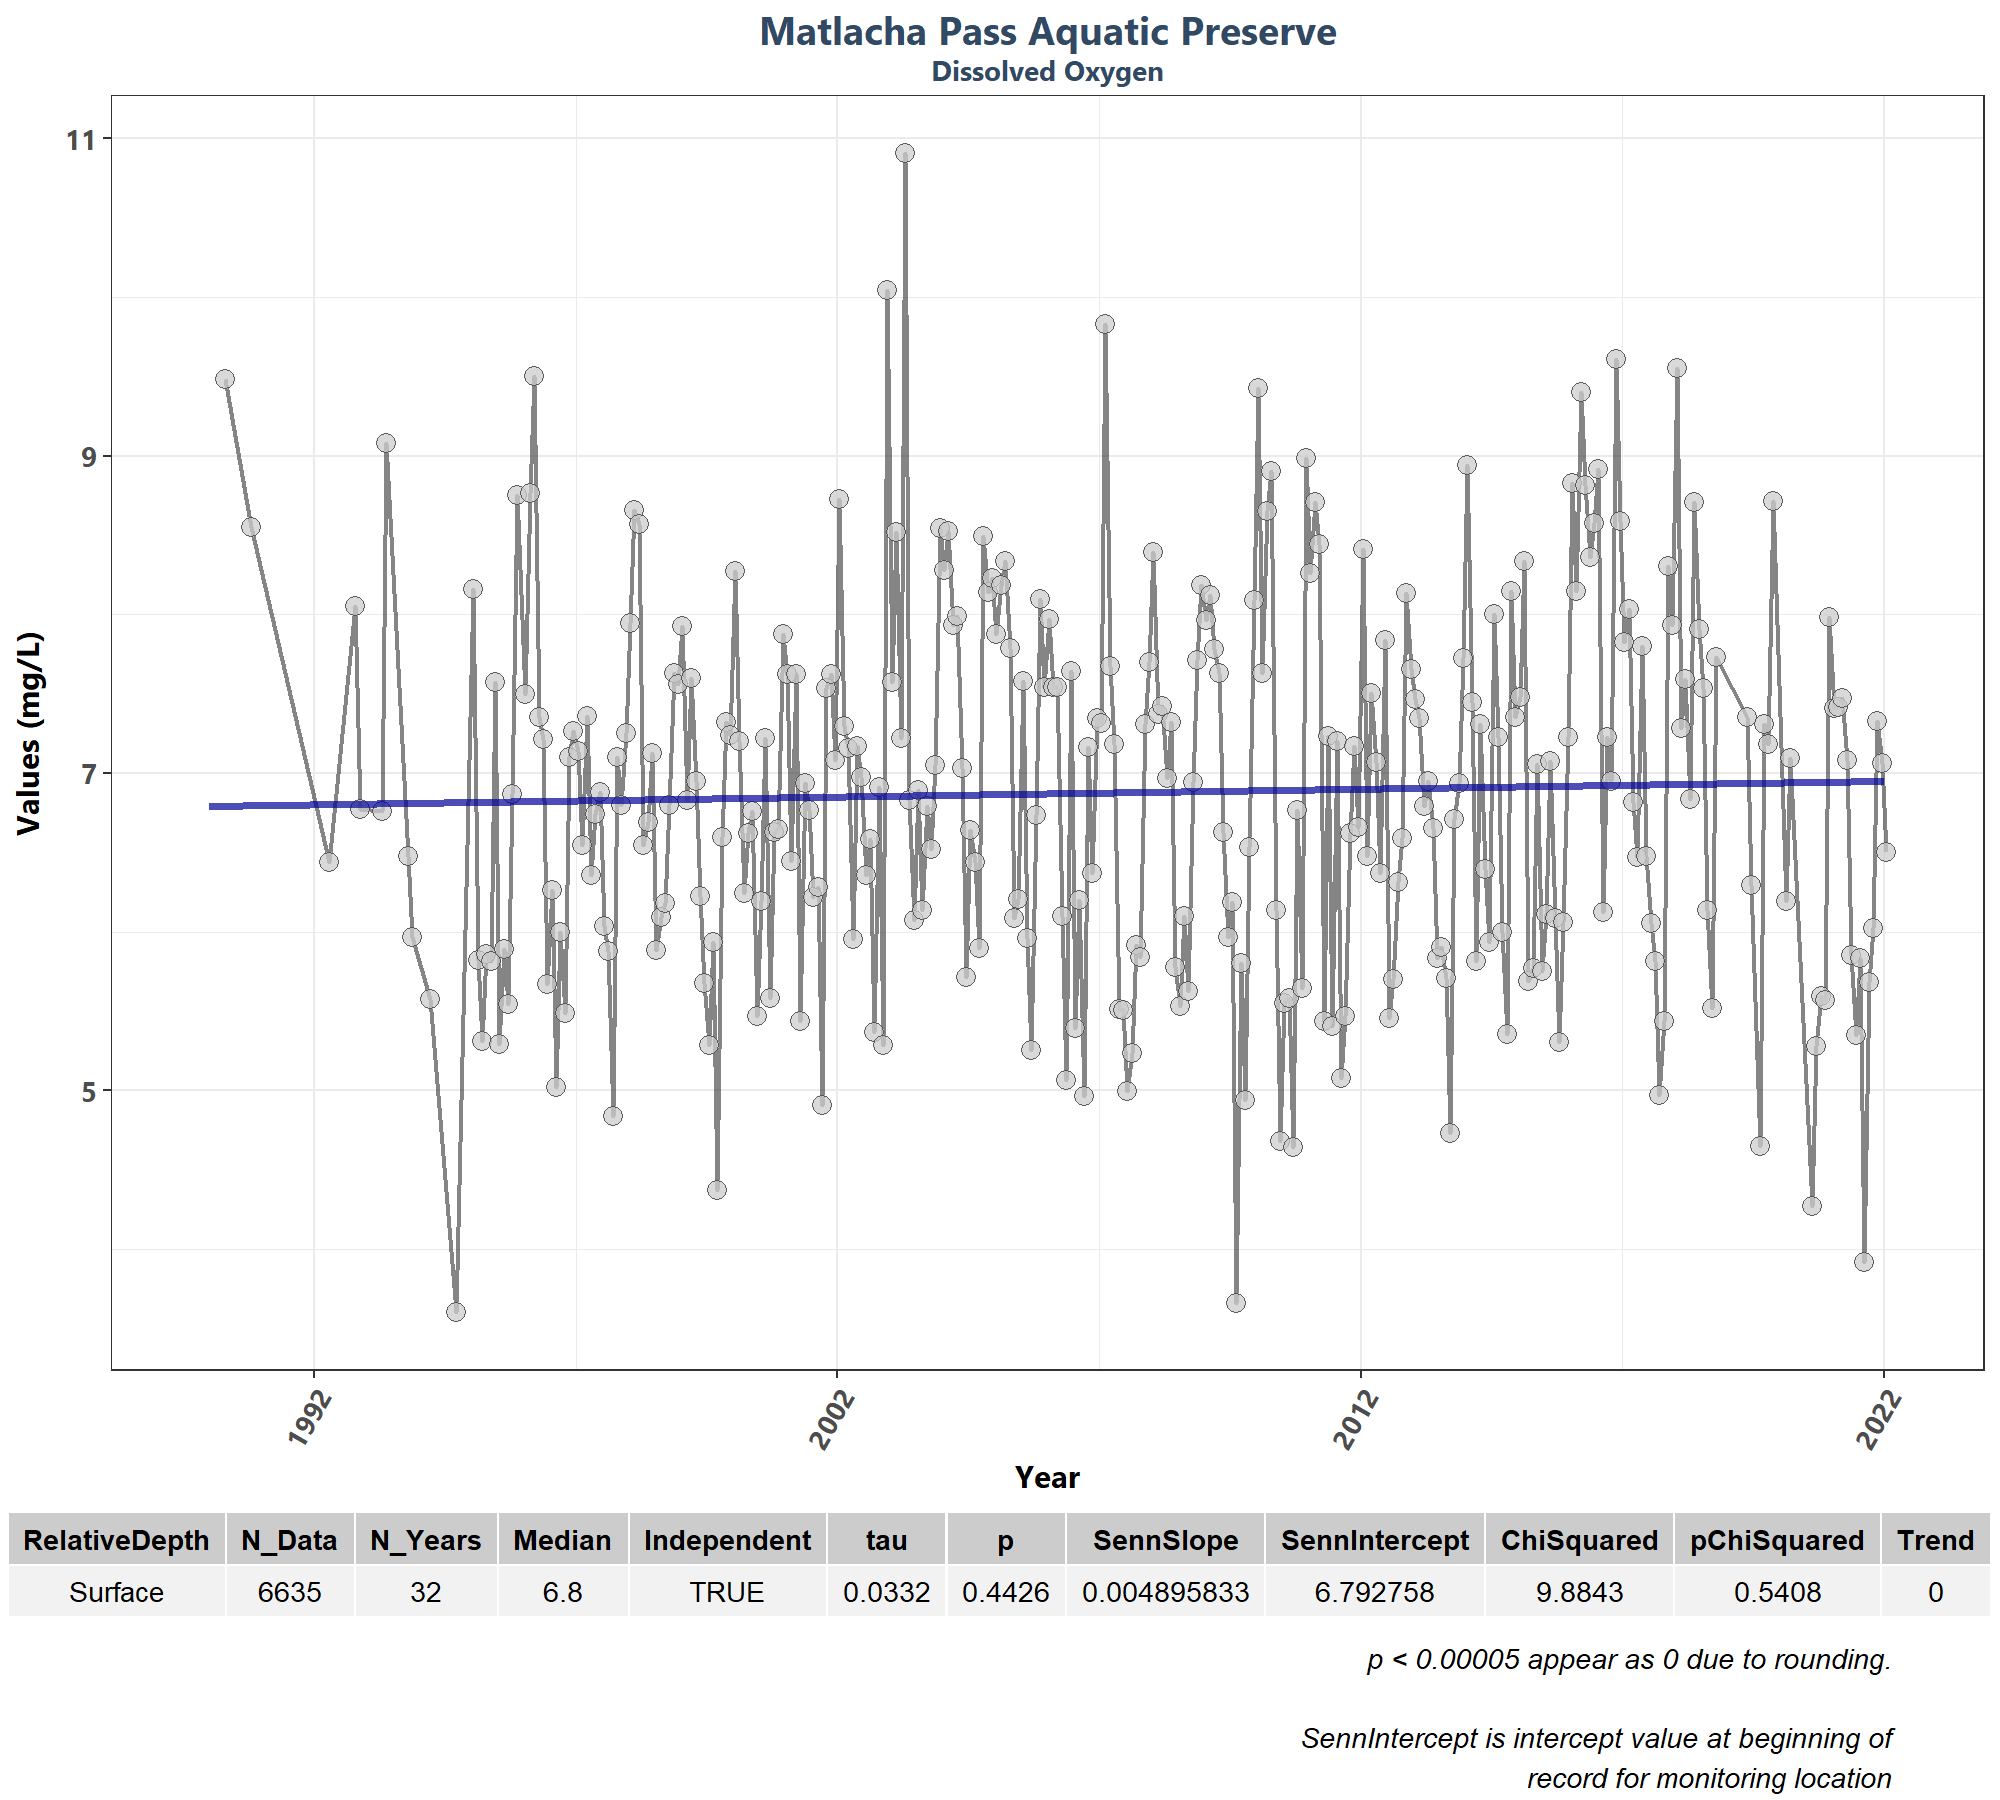 Matlacha Pass Aquatic Preserve
Dissolved Oxygen
11
9
7
5
Values (mg/L)
1992 2002 2012 2022
Year
RelativeDepth N_Data N_Years Median Independent tau p SennSlope SennIntercept ChiSquared pChiSquared Trend
Surface 6635 32 6.8 TRUE 0.0332 0.4426 0.004895833 6.792758 9.8843 0.5408 0
p < 0.00005 appear as 0 due to rounding.
SennIntercept is intercept value at beginning of
record for monitoring location